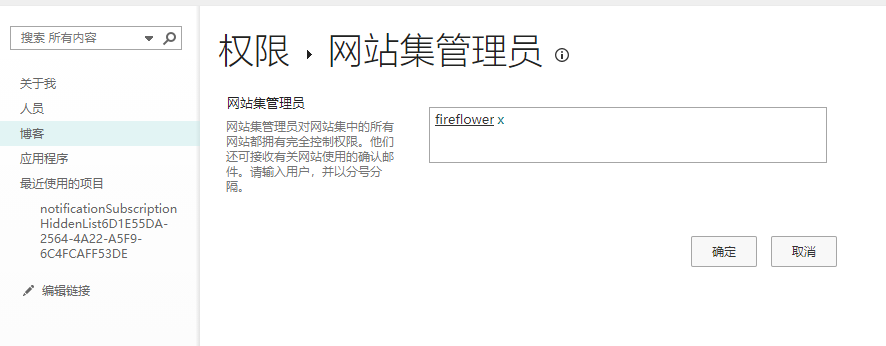 搜索 所有内容
关于我
人员
博客
应用程序
最近使用的项目
notificationSubscription
HiddenList6D1E55DA-
2564-4A22-A5F9-
6C4FCAFF53DE
编辑链接
权限 ▸ 网站集管理员
网站集管理员
网站集管理员对网站集中的所有
网站都拥有完全控制权限。他们
还可接收有关网站使用的确认邮
件。请输入用户，并以分号分
隔。
fireflower x
确定
取消